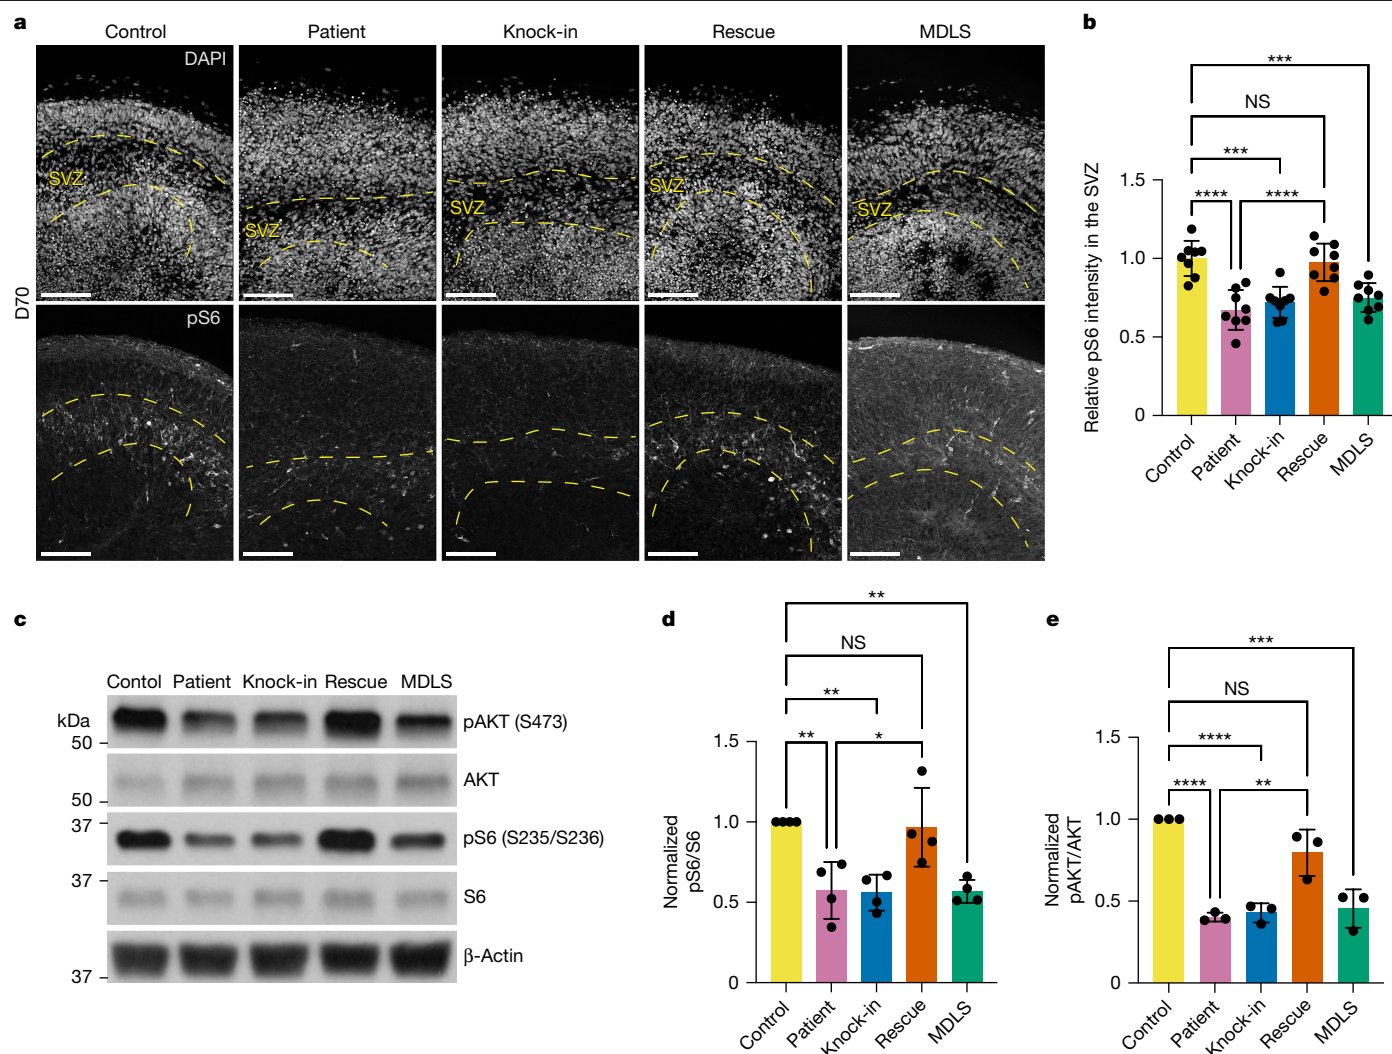 a
Control Patient Knock-in Rescue MDLS
DAPI
SVZ SVZ SVZ SVZ SVZ
D70
pS6
b
***
NS
***
**** ****
Relative pS6 intensity in the SVZ
1.5
1.0
0.5
0
Control Patient Knock-in Rescue MDLS
c
Contol Patient Knock-in Rescue MDLS
kDa
pAKT (S473)
50
AKT
50
37
pS6 (S235/S236)
37
S6
β-Actin
37
d
**
NS
**
** *
Normalized
pS6/S6
1.5
1.0
0.5
0
Control Patient Knock-in Rescue MDLS
e
***
NS
****
**** **
Normalized
pAKT/AKT
1.5
1.0
0.5
0
Control Patient Knock-in Rescue MDLS